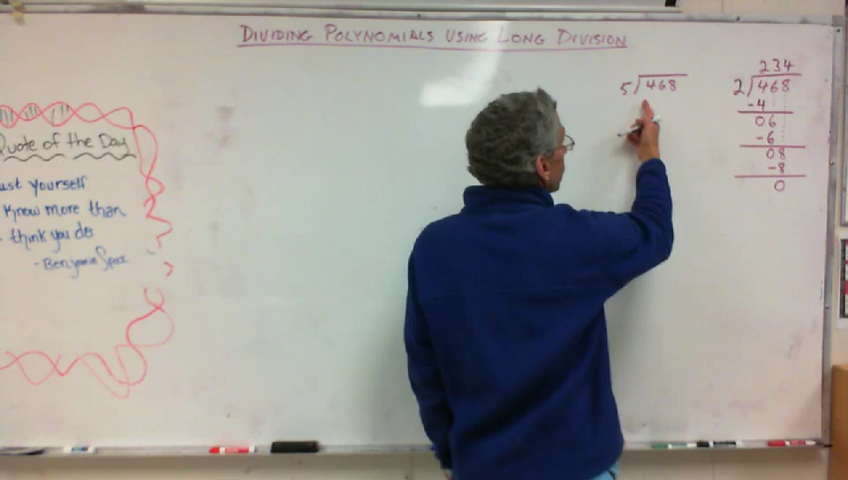 DIVIDING POLYNOMIALS USING LONG DIVISION
Quote of the Day
ust yourself
Know more than
think you do
- Benjamin Spock
5 468
234
2 468
-4
06
-6
08
-8
0